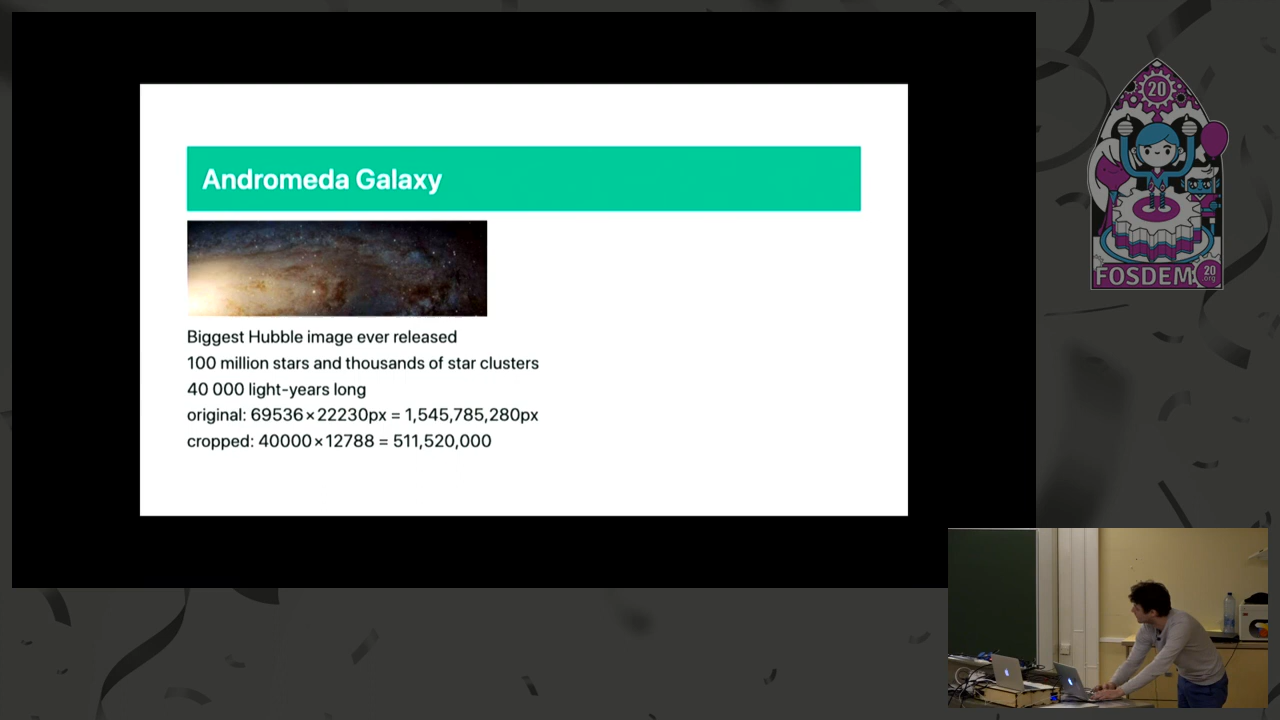 Andromeda Galaxy
Biggest Hubble image ever released
100 million stars and thousands of star clusters
40 000 light-years long
original: 69536×22230px = 1,545,785,280px
cropped: 40000×12788 = 511,520,000
20
FOSDEM
20
org